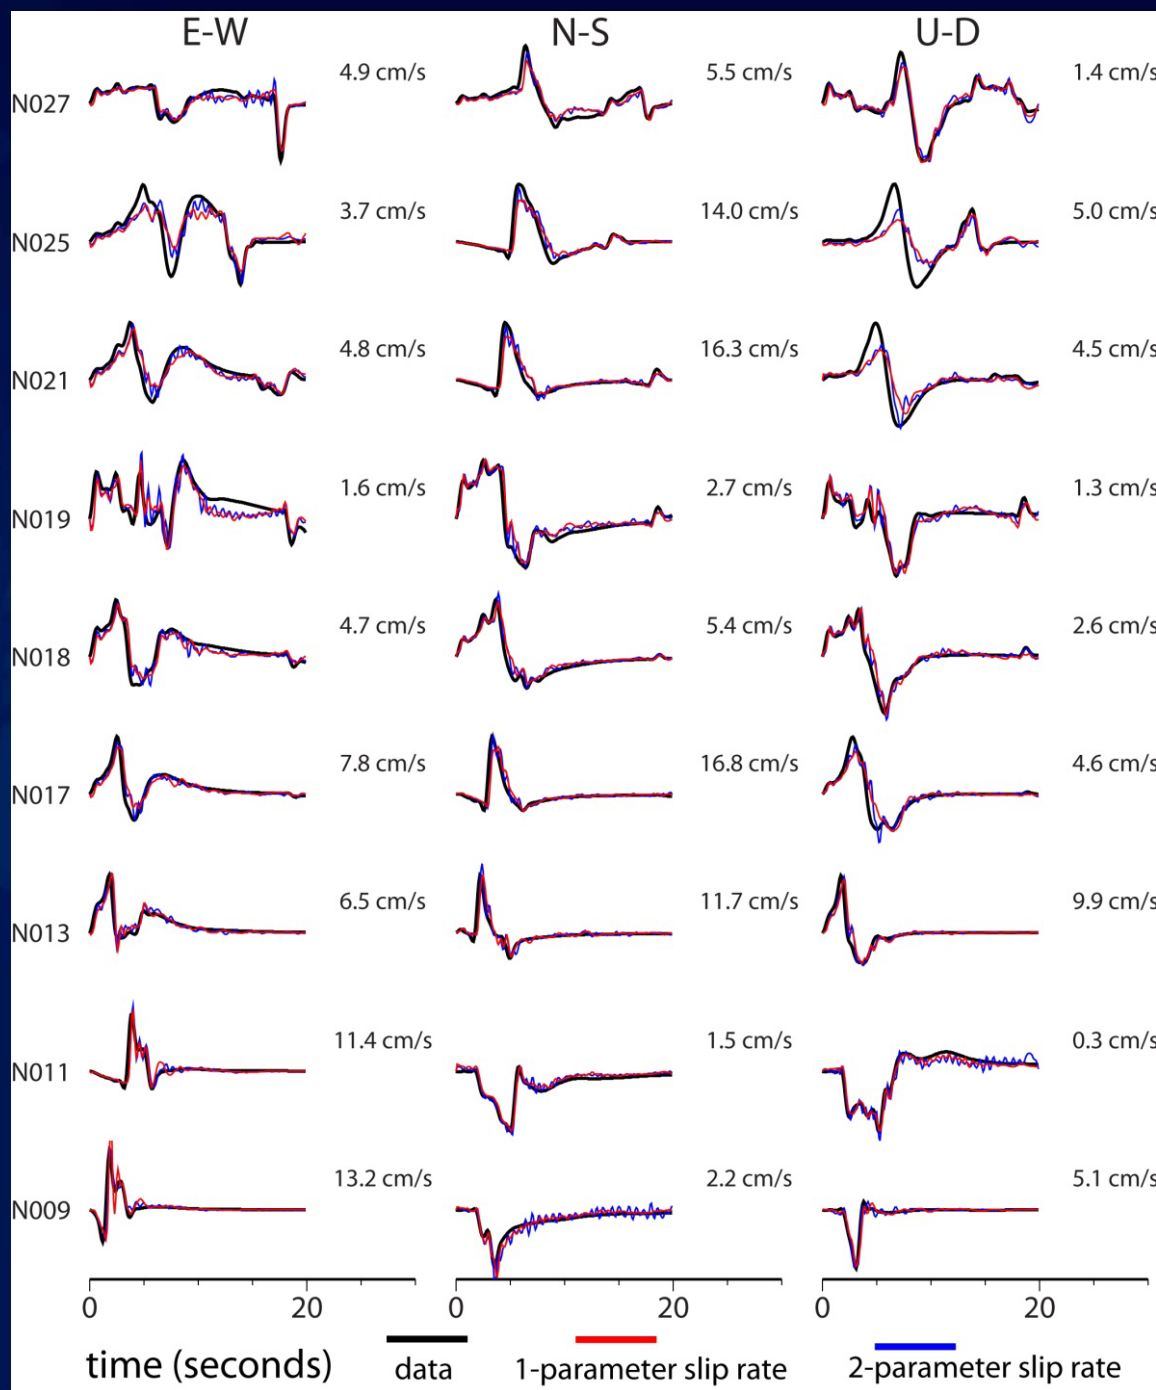 E-W N-S U-D
N027 4.9 cm/s 5.5 cm/s 1.4 cm/s
N025 3.7 cm/s 14.0 cm/s 5.0 cm/s
N021 4.8 cm/s 16.3 cm/s 4.5 cm/s
N019 1.6 cm/s 2.7 cm/s 1.3 cm/s
N018 4.7 cm/s 5.4 cm/s 2.6 cm/s
N017 7.8 cm/s 16.8 cm/s 4.6 cm/s
N013 6.5 cm/s 11.7 cm/s 9.9 cm/s
N011 11.4 cm/s 1.5 cm/s 0.3 cm/s
N009 13.2 cm/s 2.2 cm/s 5.1 cm/s
0 20 0 20 0 20
time (seconds) data 1-parameter slip rate 2-parameter slip rate